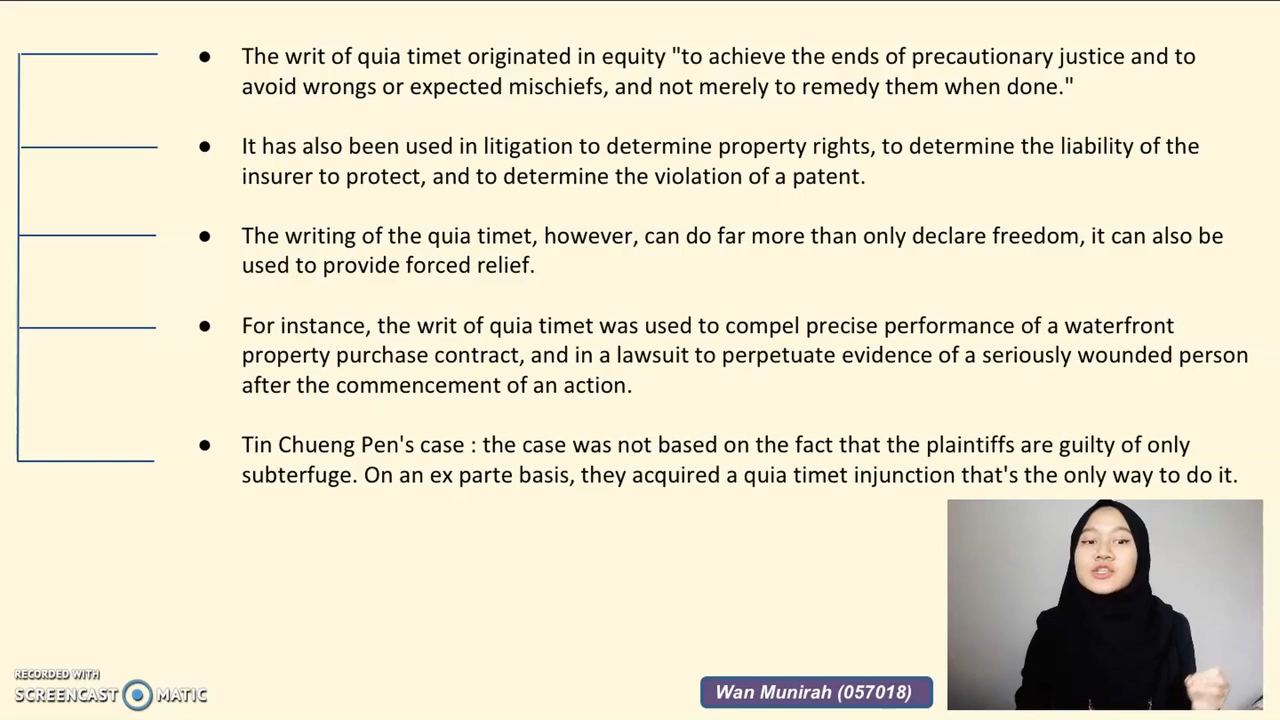 ● The writ of quia timet originated in equity "to achieve the ends of precautionary justice and to
avoid wrongs or expected mischiefs, and not merely to remedy them when done."
● It has also been used in litigation to determine property rights, to determine the liability of the
insurer to protect, and to determine the violation of a patent.
● The writing of the quia timet, however, can do far more than only declare freedom, it can also be
used to provide forced relief.
● For instance, the writ of quia timet was used to compel precise performance of a waterfront
property purchase contract, and in a lawsuit to perpetuate evidence of a seriously wounded person
after the commencement of an action.
● Tin Chueng Pen's case : the case was not based on the fact that the plaintiffs are guilty of only
subterfuge. On an ex parte basis, they acquired a quia timet injunction that's the only way to do it.
RECORDED WITH
SCREENCAST MATIC
Wan Munirah (057018)